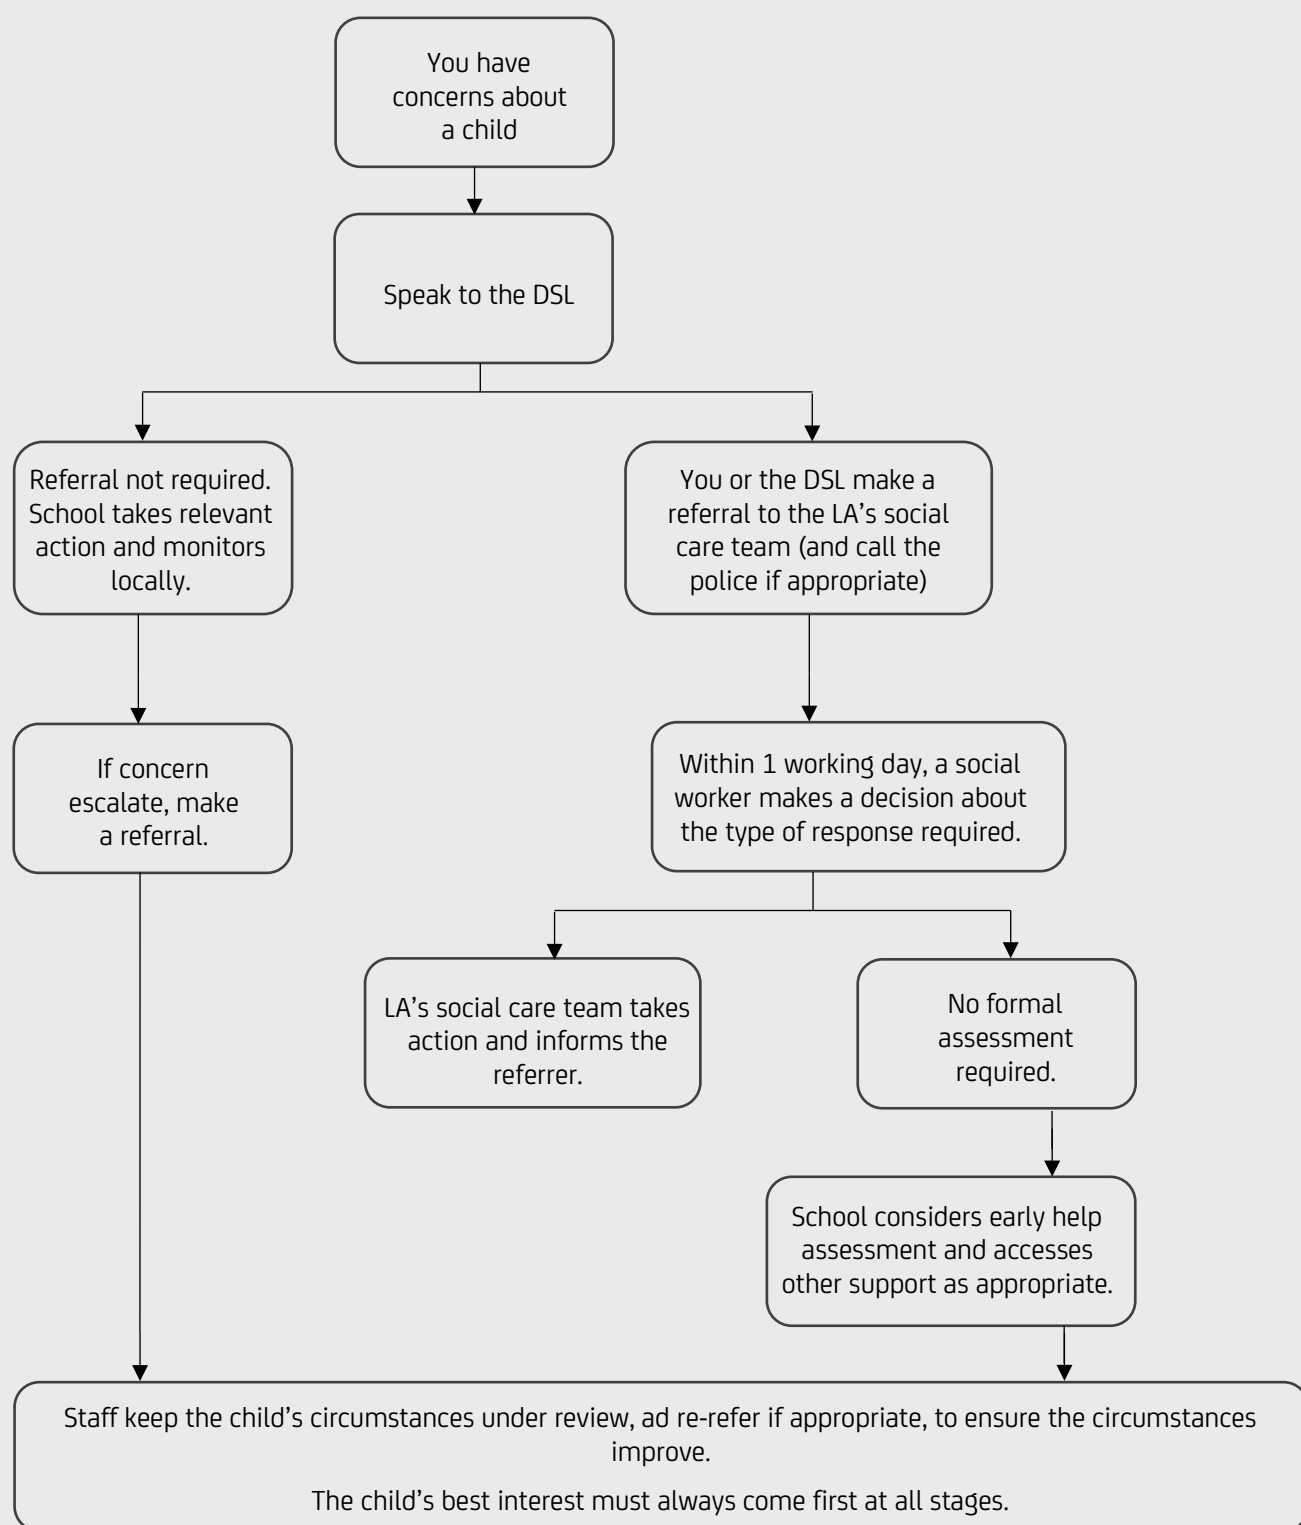 You have
concerns about
a child
Speak to the DSL
Referral not required.
School takes relevant
action and monitors
locally.
You or the DSL make a
referral to the LA’s social
care team (and call the
police if appropriate)
If concern
escalate, make
a referral.
Within 1 working day, a social
worker makes a decision about
the type of response required.
LA’s social care team takes
action and informs the
referrer.
No formal
assessment
required.
School considers early help
assessment and accesses
other support as appropriate.
Staff keep the child’s circumstances under review, ad re-refer if appropriate, to ensure the circumstances
improve.
The child’s best interest must always come first at all stages.